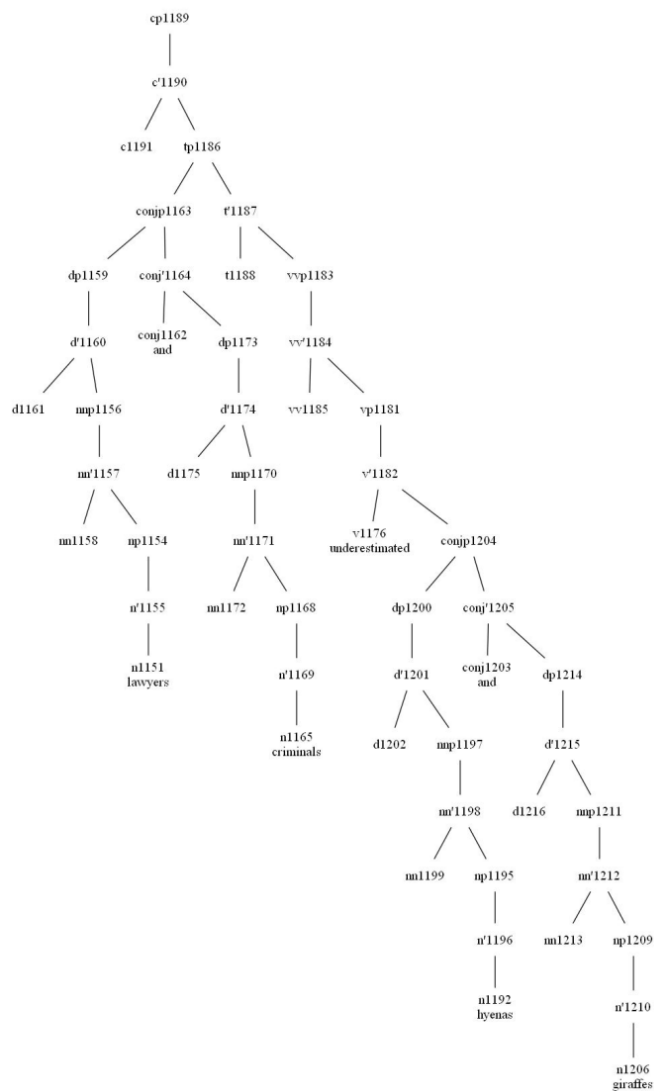 cp1189
c'1190
c1191 tp1186
conjp1163 t'1187
dp1159 conj'1164 t1188 vvp1183
d'1160 conj1162 dp1173 vv'1184
and
d1161 nnp1156 d'1174 vv1185 vp1181
nn'1157 d1175 nnp1170 v'1182
nn1158 np1154 nn'1171 v1176 conjp1204
underestimated
n'1155 nn1172 np1168 dp1200 conj'1205
n1151 n'1169 d'1201 conj1203 dp1214
lawyers and
n1165 d1202 nnp1197 d'1215
criminals
nn'1198 d1216 nnp1211
nn1199 np1195 nn'1212
n'1196 nn1213 np1209
n1192 n'1210
hyenas
n1206
giraffes